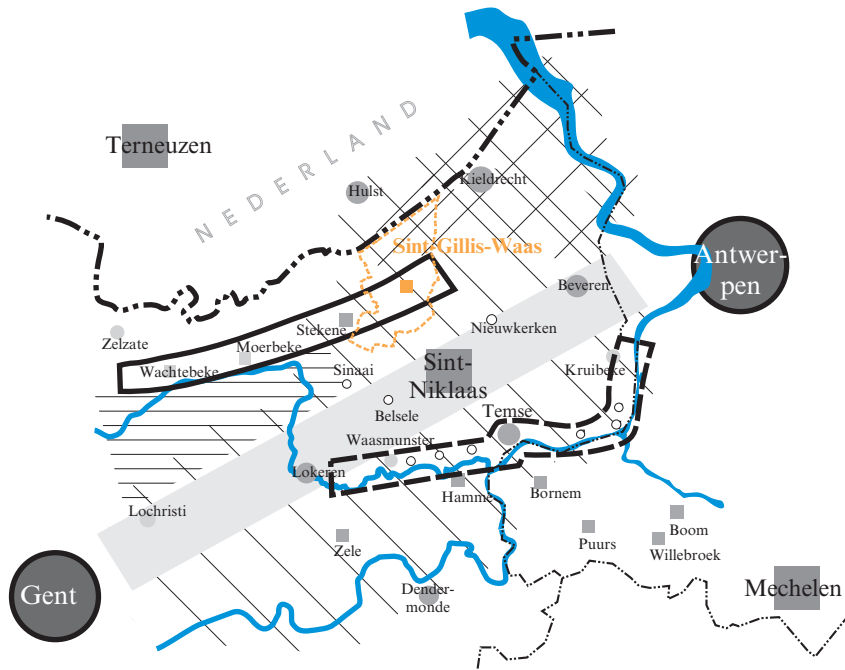 Terneuzen
NEDERLAND
Hulst
Kieldrecht
Sint-Gillis-Waas
Antwer-
pen
Beveren
Stekene
Nieuwkerken
Zelzate
Moerbeke
Wachtebeke
Sinaai
Sint-
Niklaas
Kruibeke
Belsele
Temse
Waasmunster
Lokeren
Hamme
Bornem
Lochristi
Boom
Zele
Puurs
Willebroek
Gent
Dender-
monde
Mechelen